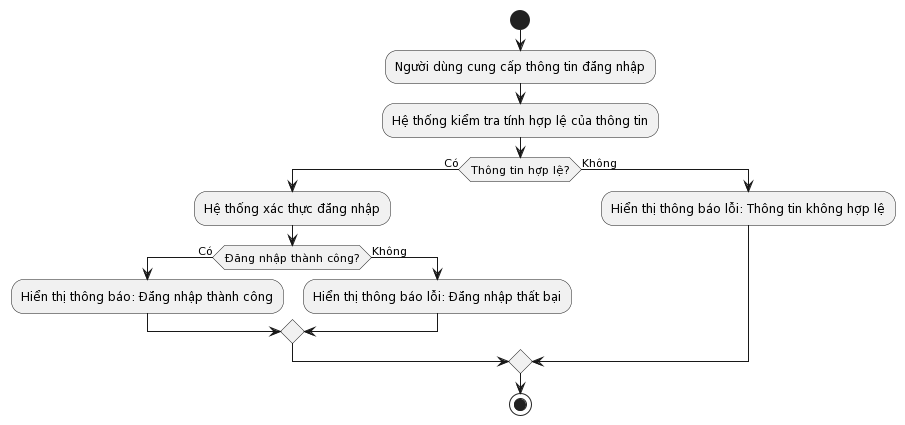 Người dùng cung cấp thông tin đăng nhập
Hệ thống kiểm tra tính hợp lệ của thông tin
Có
Thông tin hợp lệ?
Không
Hệ thống xác thực đăng nhập
Hiển thị thông báo lỗi: Thông tin không hợp lệ
Có
Đăng nhập thành công?
Không
Hiển thị thông báo: Đăng nhập thành công
Hiển thị thông báo lỗi: Đăng nhập thất bại